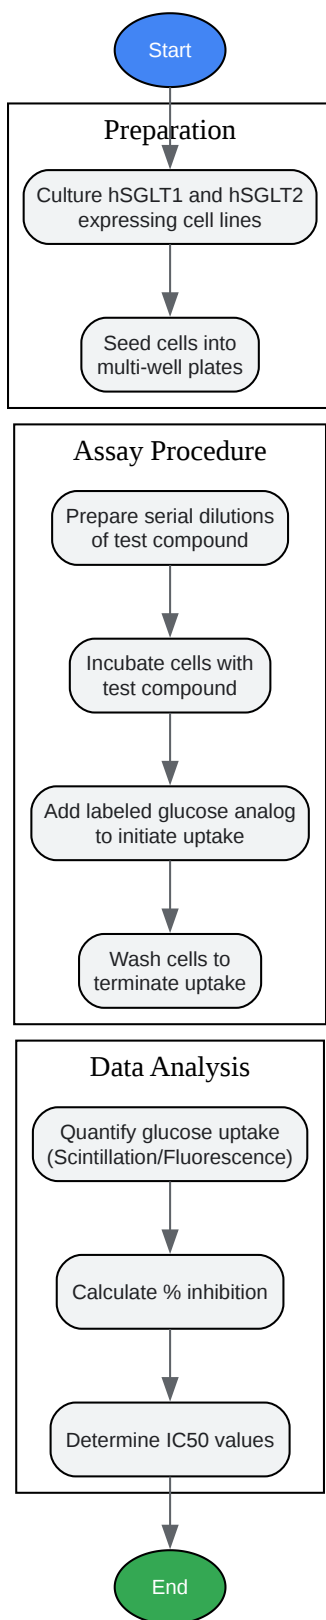 Start
Preparation
Culture hSGLT1 and hSGLT2
expressing cell lines
Seed cells into
multi-well plates
Assay Procedure
Prepare serial dilutions
of test compound
Incubate cells with
test compound
Add labeled glucose analog
to initiate uptake
Wash cells to
terminate uptake
Data Analysis
Quantify glucose uptake
(Scintillation/Fluorescence)
Calculate % inhibition
Determine IC50 values
End